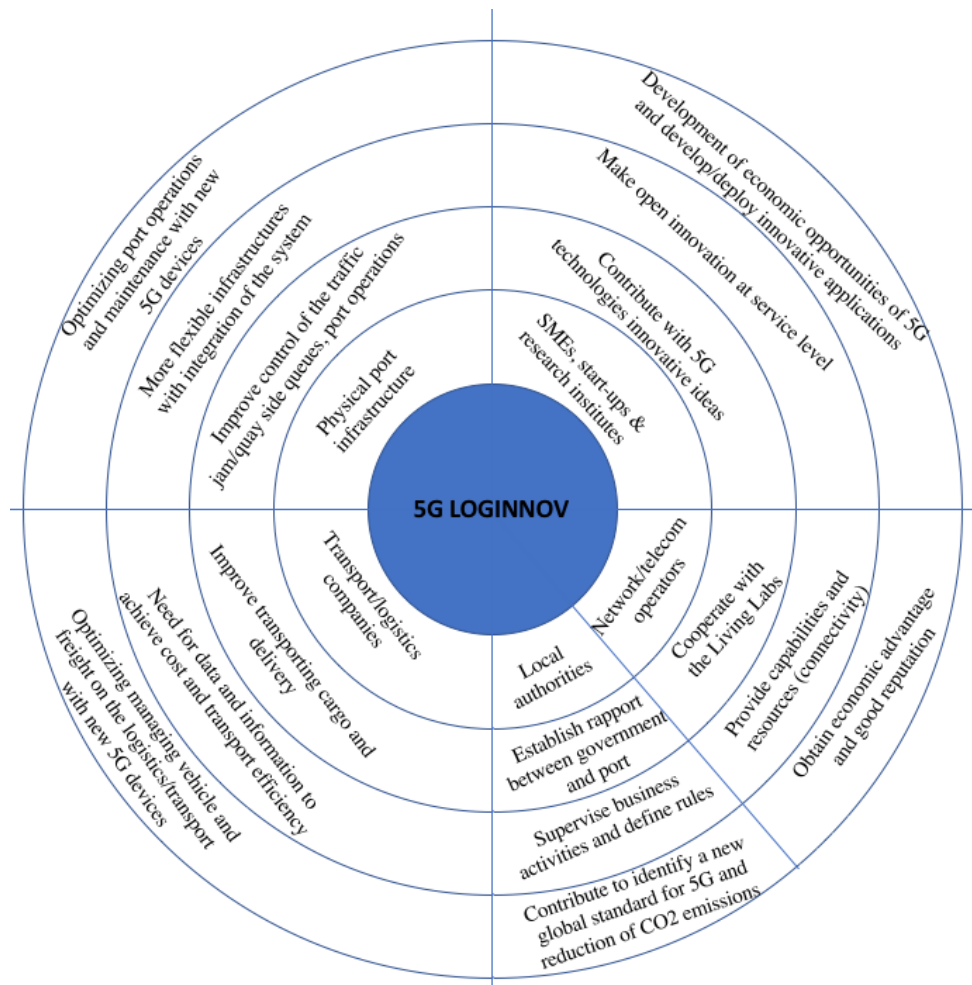 Optimizing port operations
and maintenance with new
5G devices
More flexible infrastructures
with integration of the system
Improve control of the traffic
jam/quay side queues, port operations
Physical port
infrastructure
Development of economic opportunities of 5G
and develop/deploy innovative applications
Make open innovation at service level
Contribute with 5G
technologies innovative ideas
SMEs, start-ups &
research institutes
5G LOGINNOV
Transport/logistics
companies
Improve transporting cargo and
delivery
Need for data and information to
achieve cost and transport efficiency
Optimizing managing vehicle and
freight on the logistics/transport
with new 5G devices
Network/telecom
operators
Cooperate with
the Living Labs
Provide capabilities and
resources (connectivity)
Obtain economic advantage
and good reputation
Local
authorities
Establish rapport
between government
and port
Supervise business
activities and define rules
Contribute to identify a new
global standard for 5G and
reduction of CO2 emissions